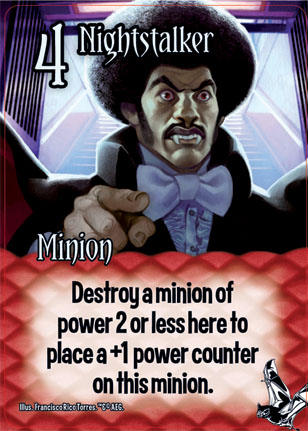 4 Nightstalker
Minion
Destroy a minion of
power 2 or less here to
place a +1 power counter
on this minion.
Illus. Francisco Rico Torres. ™© AEG.